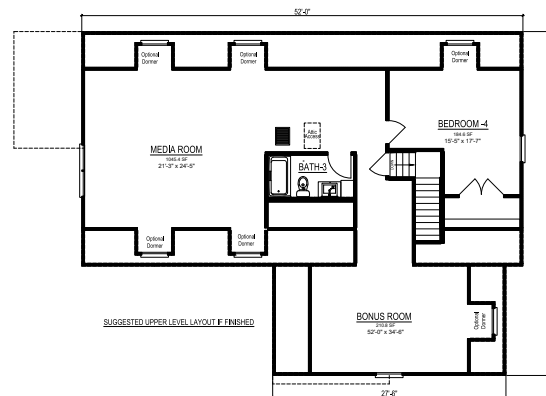 52'-0"
Optional
Dormer
Optional
Dormer
Optional
Dormer
Attic
Access
BEDROOM -4
184.6 SF
15'-5" x 17'-7"
MEDIA ROOM
1045.4 SF
21'-3" x 24'-5"
BATH-3
DOWN
Optional
Dormer
Optional
Dormer
SUGGESTED UPPER LEVEL LAYOUT IF FINISHED
BONUS ROOM
210.8 SF
52'-0" x 34'-6"
Optional
Dormer
27'-6"